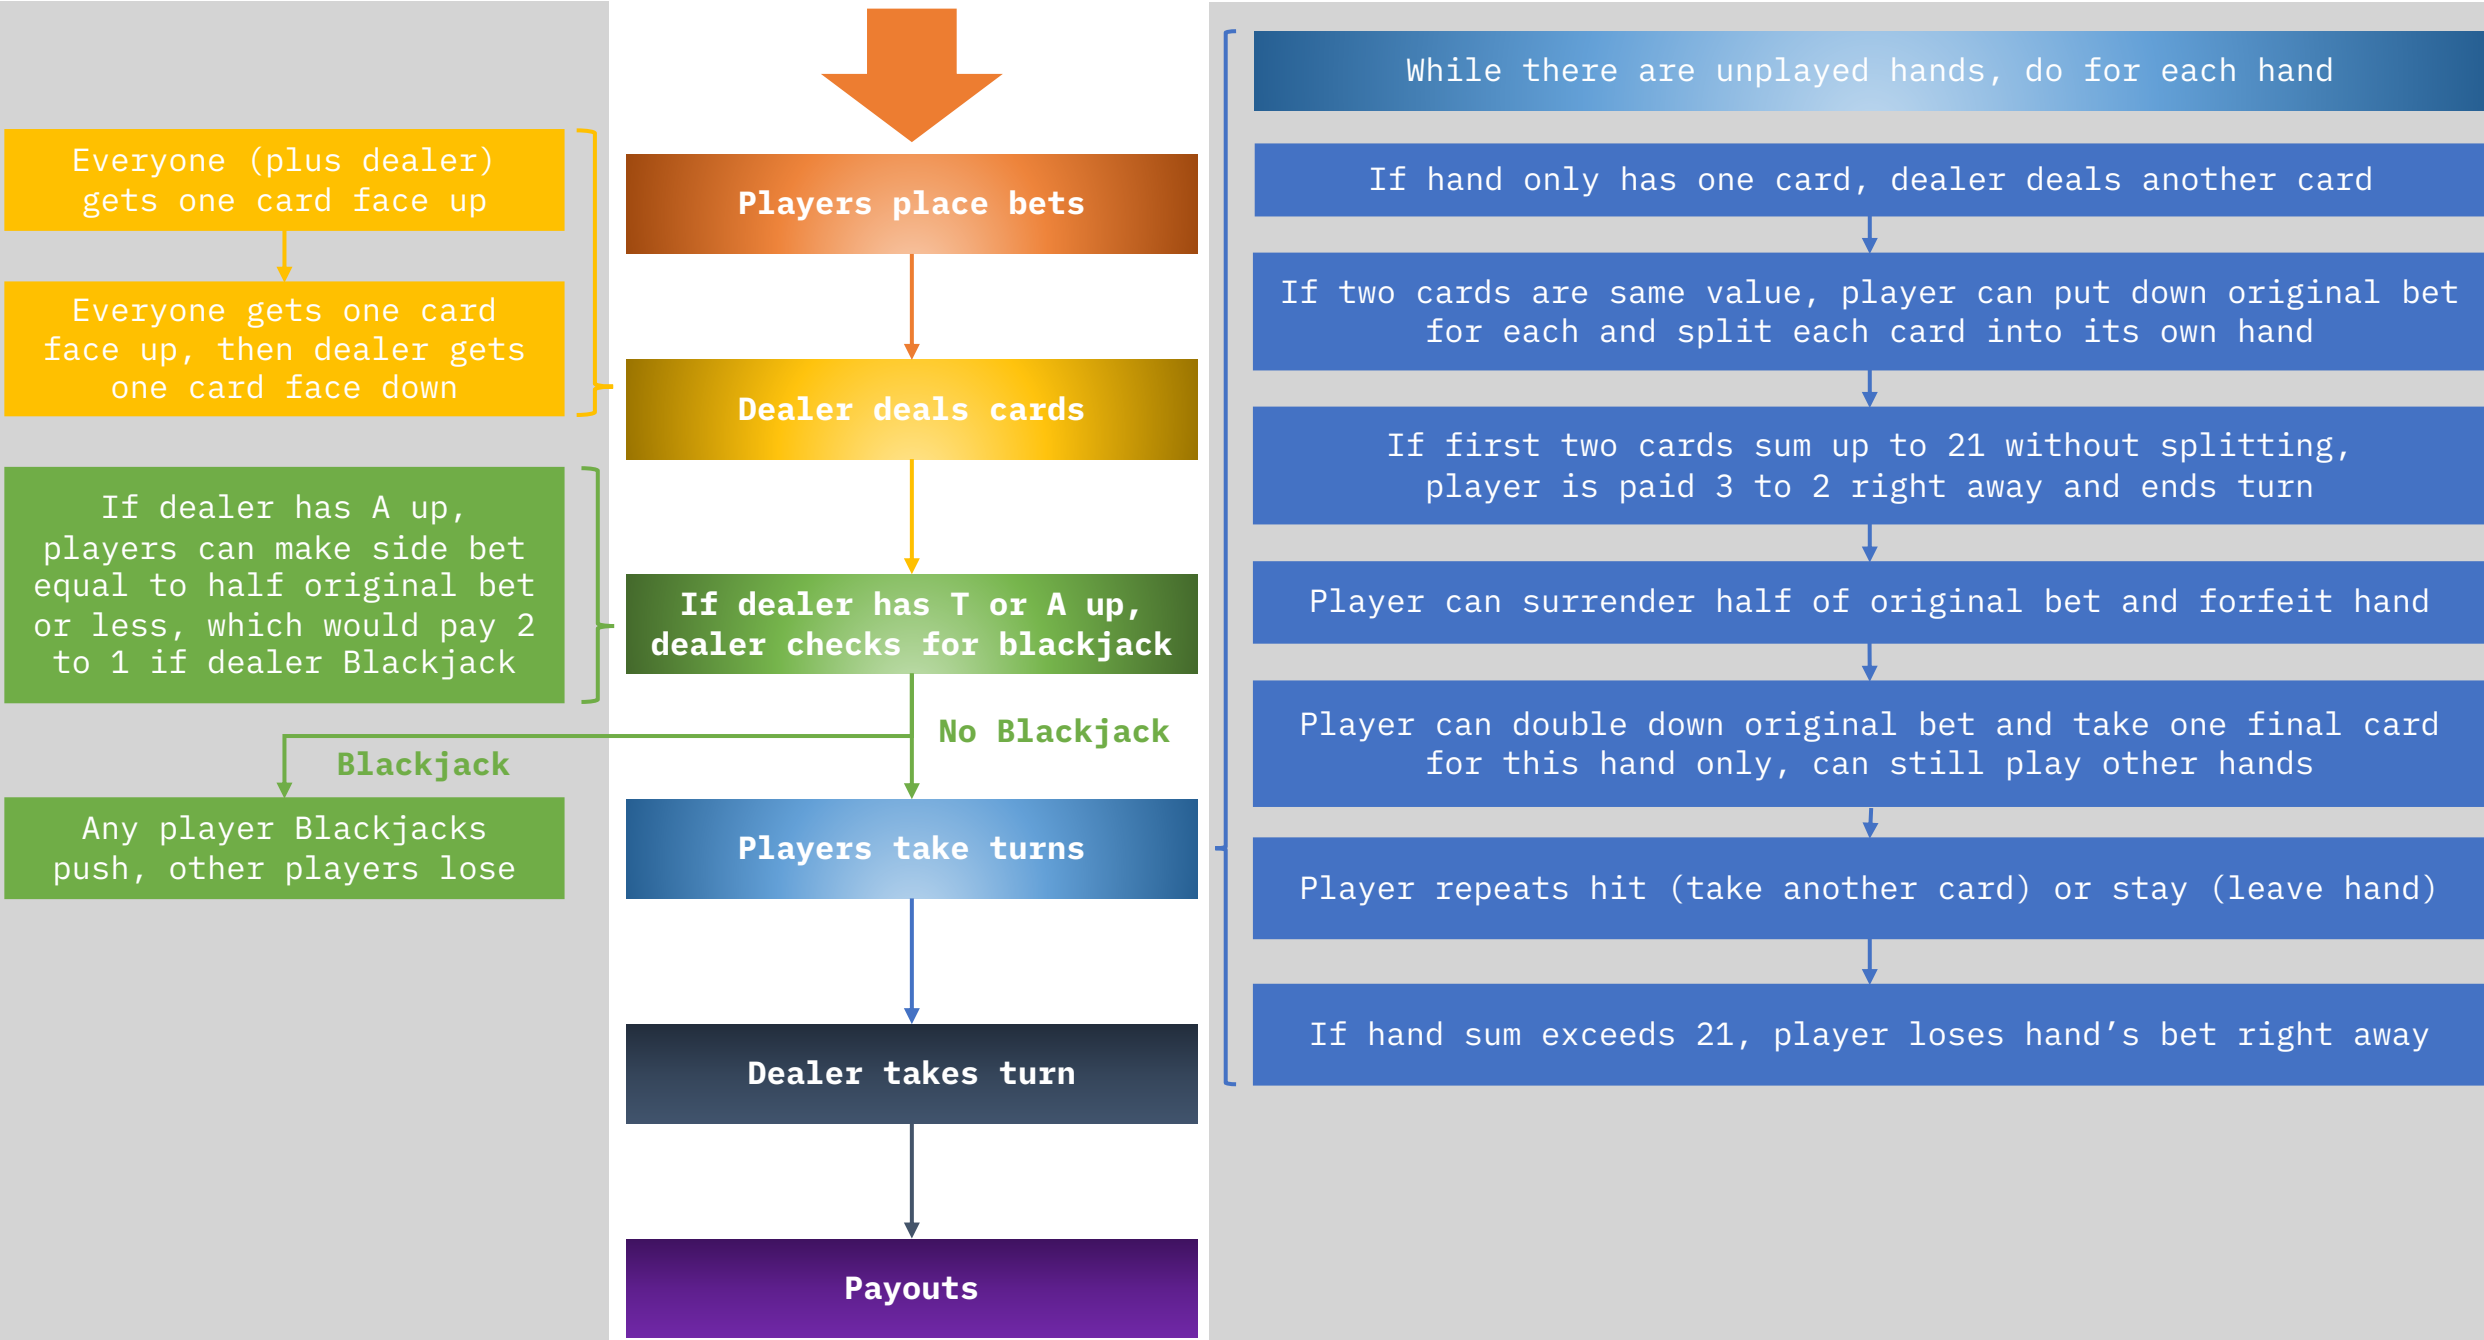 Everyone (plus dealer)
gets one card face up
Everyone gets one card
face up, then dealer gets
one card face down
If dealer has A up,
players can make side bet
equal to half original bet
or less, which would pay 2
to 1 if dealer Blackjack
Blackjack
Any player Blackjacks
push, other players lose
Players place bets
Dealer deals cards
If dealer has T or A up,
dealer checks for blackjack
No Blackjack
Players take turns
Dealer takes turn
Payouts
While there are unplayed hands, do for each hand
If hand only has one card, dealer deals another card
If two cards are same value, player can put down original bet
for each and split each card into its own hand
If first two cards sum up to 21 without splitting,
player is paid 3 to 2 right away and ends turn
Player can surrender half of original bet and forfeit hand
Player can double down original bet and take one final card
for this hand only, can still play other hands
Player repeats hit (take another card) or stay (leave hand)
If hand sum exceeds 21, player loses hand’s bet right away